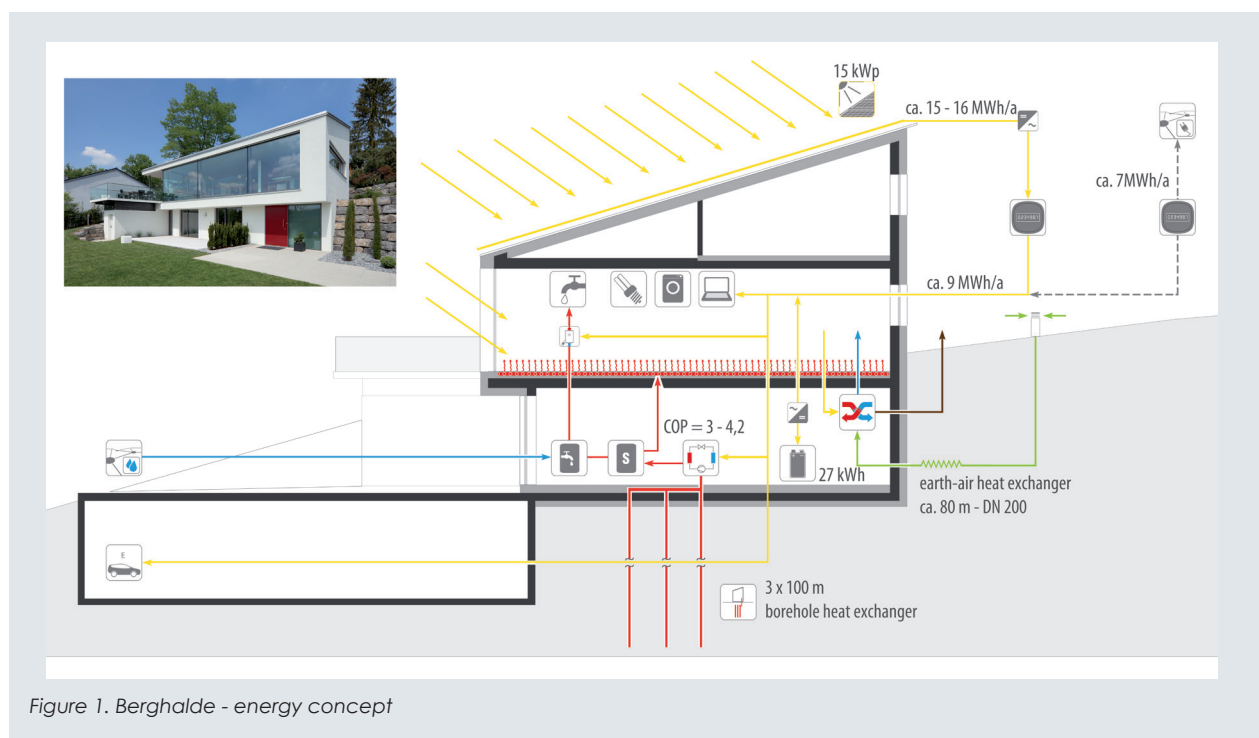 15 kWp
ca. 15 - 16 MWh/a
ca. 7MWh/a
ca. 9 MWh/a
COP = 3 - 4,2
S
27 kWh
earth-air heat exchanger
ca. 80 m - DN 200
E
3 x 100 m
borehole heat exchanger
Figure 1. Berghalde - energy concept